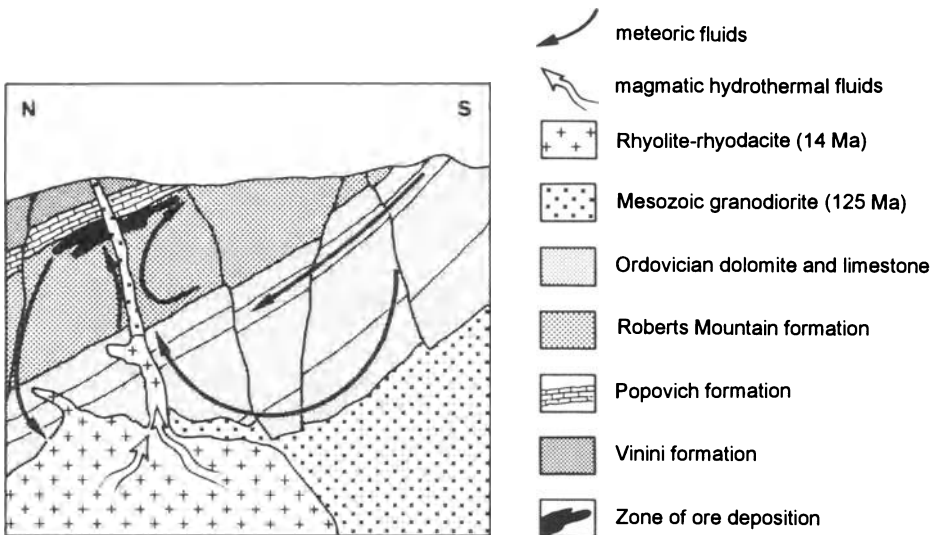 N
S
meteoric fluids
magmatic hydrothermal fluids
Rhyolite-rhyodacite (14 Ma)
Mesozoic granodiorite (125 Ma)
Ordovician dolomite and limestone
Roberts Mountain formation
Popovich formation
Vinini formation
Zone of ore deposition